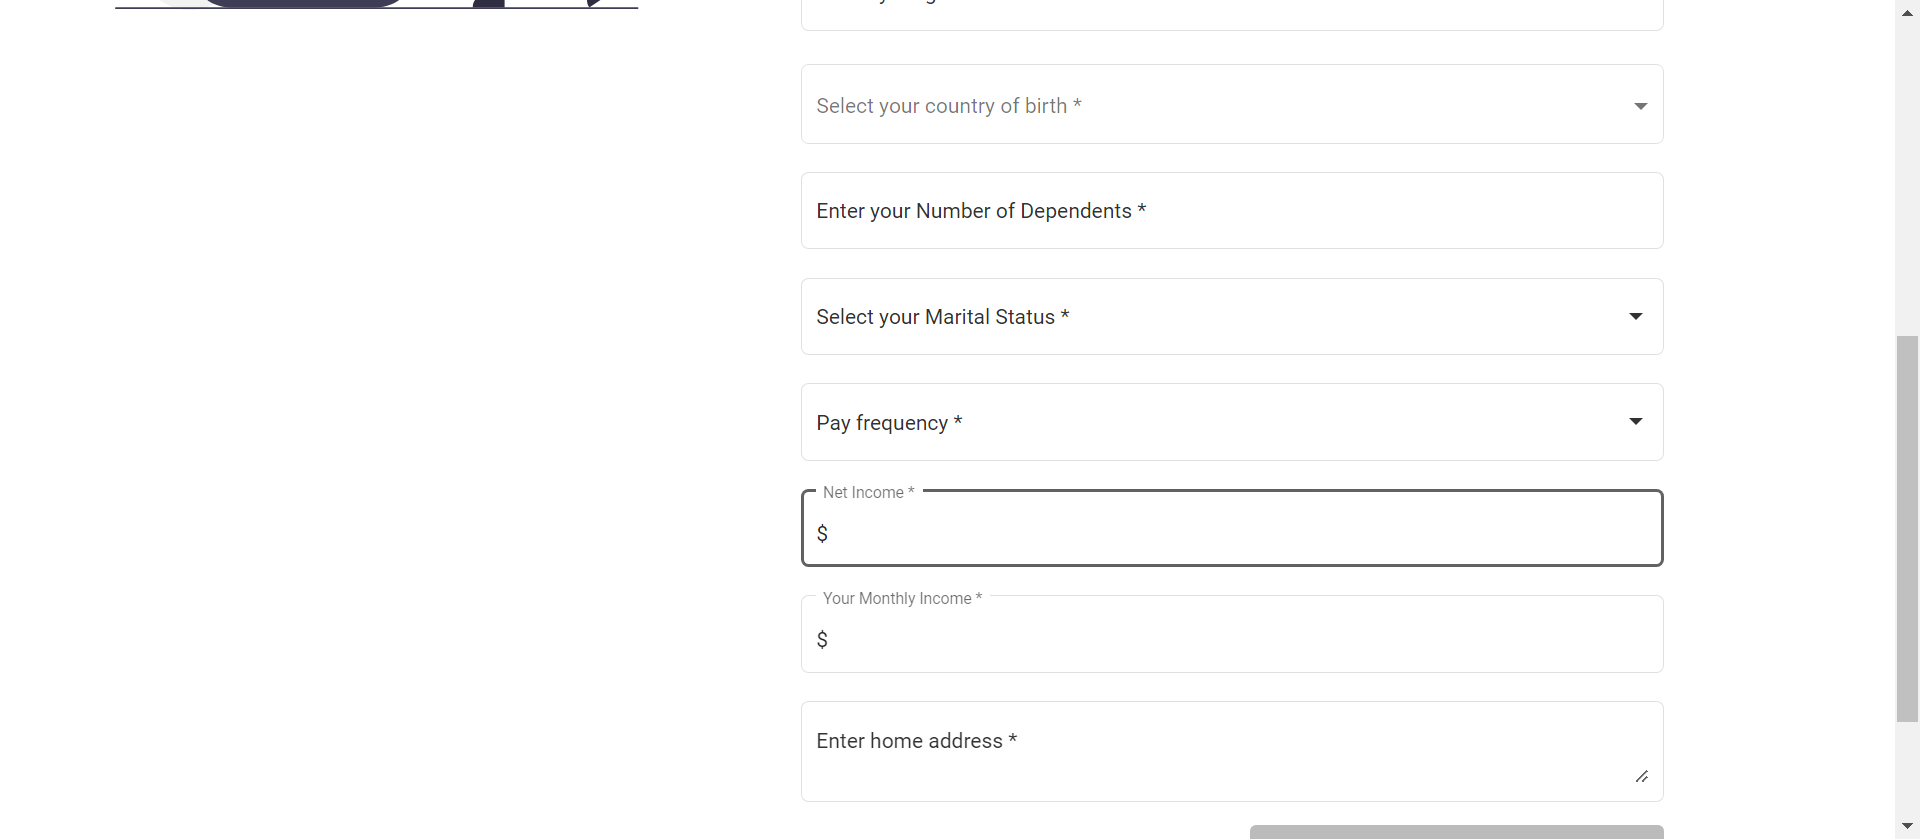 Select your country of birth *
Enter your Number of Dependents *
Select your Marital Status *
Pay frequency *
Net Income *
$
Your Monthly Income *
$
Enter home address *